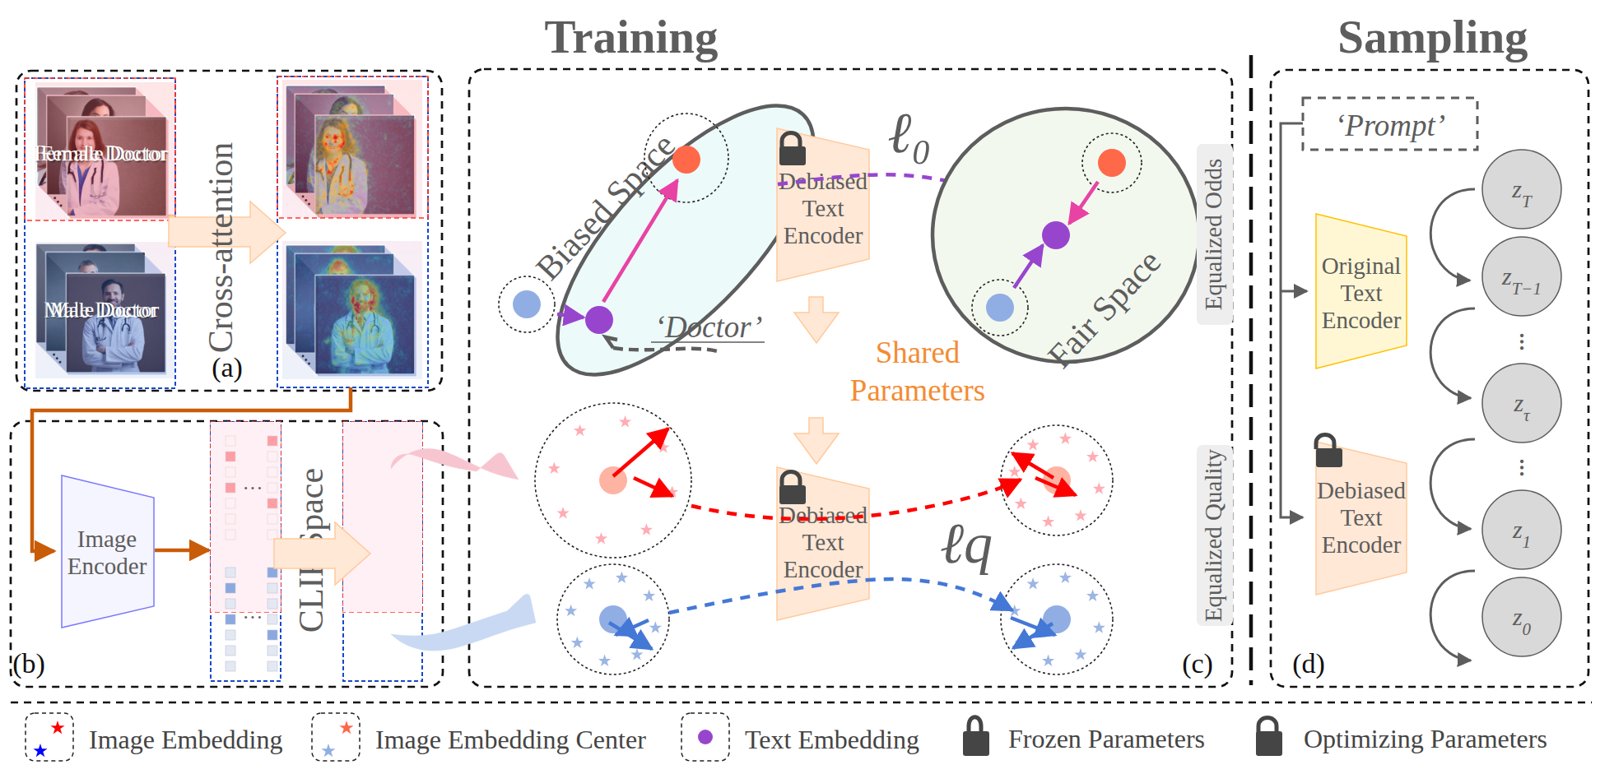 Training
Sampling
Female Doctor
Male Doctor
Cross-attention
(a)
Image
Encoder
...
...
CLIP Space
(b)
Biased Space
‘Doctor’
Debiased
Text
Encoder
ℓ0
Fair Space
Equalized Odds
Shared
Parameters
Debiased
Text
Encoder
ℓq
Equalized Quality
(c)
‘Prompt’
Original
Text
Encoder
Debiased
Text
Encoder
zT
zT−1
⋮
zτ
⋮
z1
z0
(d)
Image Embedding
Image Embedding Center
Text Embedding
Frozen Parameters
Optimizing Parameters